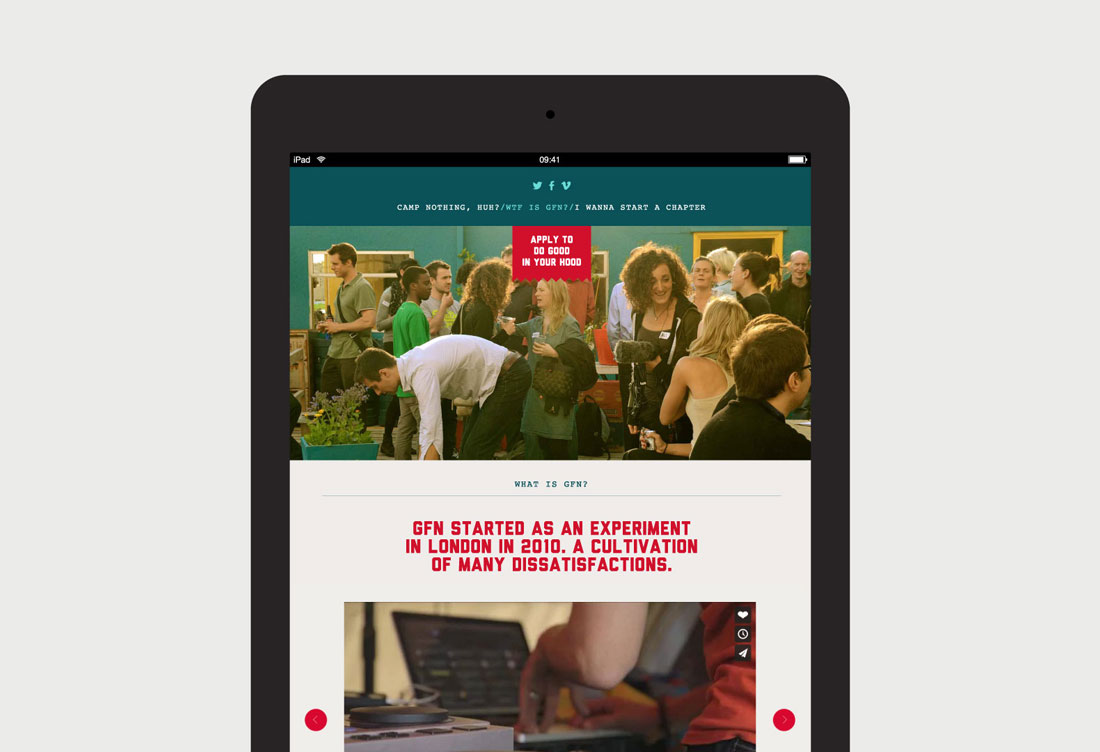 iPad 09:41
CAMP NOTHING, HUH?/WTF IS GFN?/I WANNA START A CHAPTER
APPLY TO
DO GOOD
IN YOUR HOOD
WHAT IS GFN?
GFN STARTED AS AN EXPERIMENT
IN LONDON IN 2010. A CULTIVATION
OF MANY DISSATISFACTIONS.